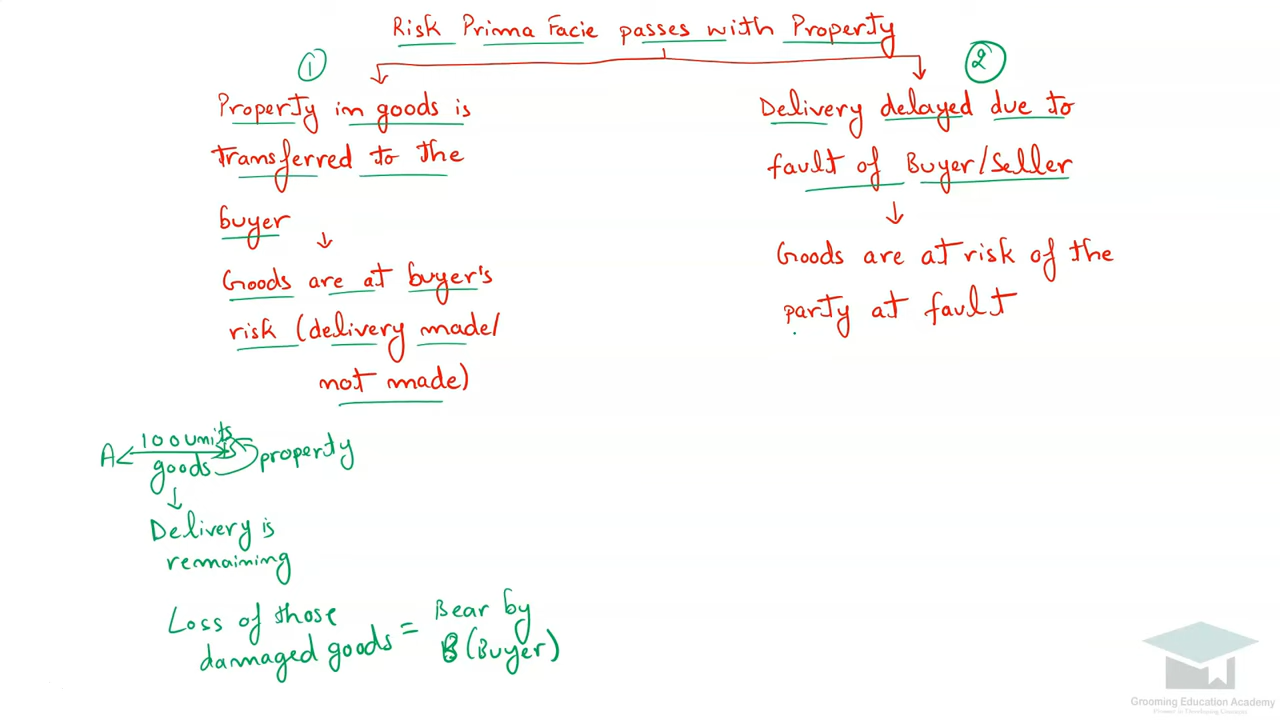 Risk Prima Facie passes with Property
1
Property in goods is
transferred to the
buyer
Goods are at buyer's
risk (delivery made/
not made)
100 units
A
goods
property
Delivery is
remaining
Loss of those
damaged goods = Bear by
B (Buyer)
2
Delivery delayed due to
fault of Buyer/Seller
Goods are at risk of the
party at fault
Grooming Education Academy